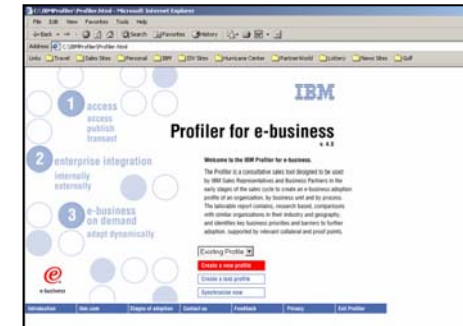 C:\IBMProfiler\Profiler.html - Microsoft Internet Explorer
File Edit View Favorites Tools Help
Back Search Favorites History
Address C:\IBMProfiler\Profiler.html
Links Travel Sales Sites Personal IBM Hurricane Center PartnerWorld Lottery News Sites Golf
IBM
1 access
access
publish
transact
Profiler for e-business
v. 4.0
2 enterprise integration
internally
externally
Welcome to the IBM Profiler for e-business.
The Profiler is a consultative sales tool designed to be used
by IBM Sales Representatives and Business Partners in the
early stages of the sales cycle to create an e-business adoption
profile of an organization, by business unit and by process.
The tailorable report contains, research based, comparisons
with similar organizations in their industry and geography,
and identifies key business priorities and barriers to further
adoption, supported by relevant collateral and proof points.
3 e-business
on demand
adapt dynamically
Existing Profile
Create a new profile
Create a test profile
Synchronize now
e
e-business
Introduction ibm.com Stages of adoption Contact us Feedback Privacy Exit Profiler